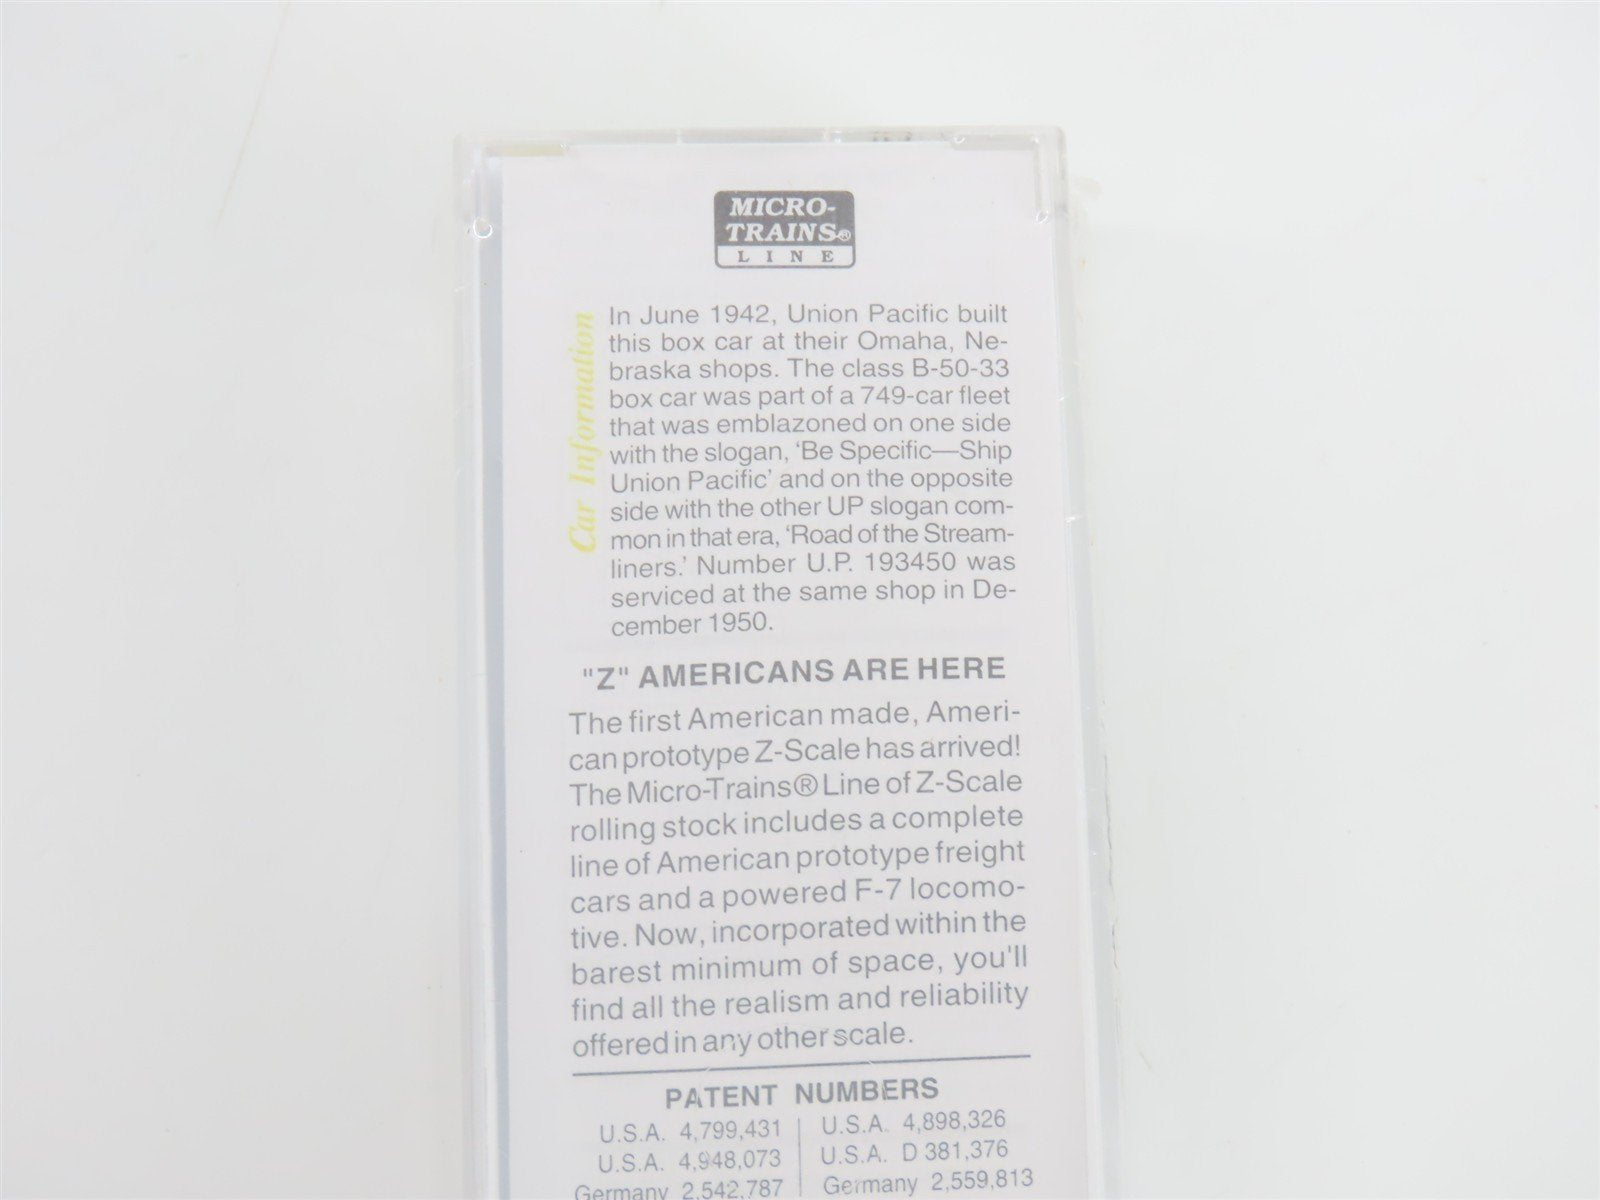 MICRO-
TRAINS®
LINE
Car Information
In June 1942, Union Pacific built
this box car at their Omaha, Ne-
braska shops. The class B-50-33
box car was part of a 749-car fleet
that was emblazoned on one side
with the slogan, ‘Be Specific—Ship
Union Pacific’ and on the opposite
side with the other UP slogan com-
mon in that era, ‘Road of the Stream-
liners.’ Number U.P. 193450 was
serviced at the same shop in De-
cember 1950.
"Z" AMERICANS ARE HERE
The first American made, Ameri-
can prototype Z-Scale has arrived!
The Micro-Trains® Line of Z-Scale
rolling stock includes a complete
line of American prototype freight
cars and a powered F-7 locomo-
tive. Now, incorporated within the
barest minimum of space, you'll
find all the realism and reliability
offered in any other scale.
PATENT NUMBERS
U.S.A. 4,799,431 U.S.A. 4,898,326
U.S.A. 4,948,073 U.S.A. D 381,376
Germany 2,542,787 Germany 2,559,813